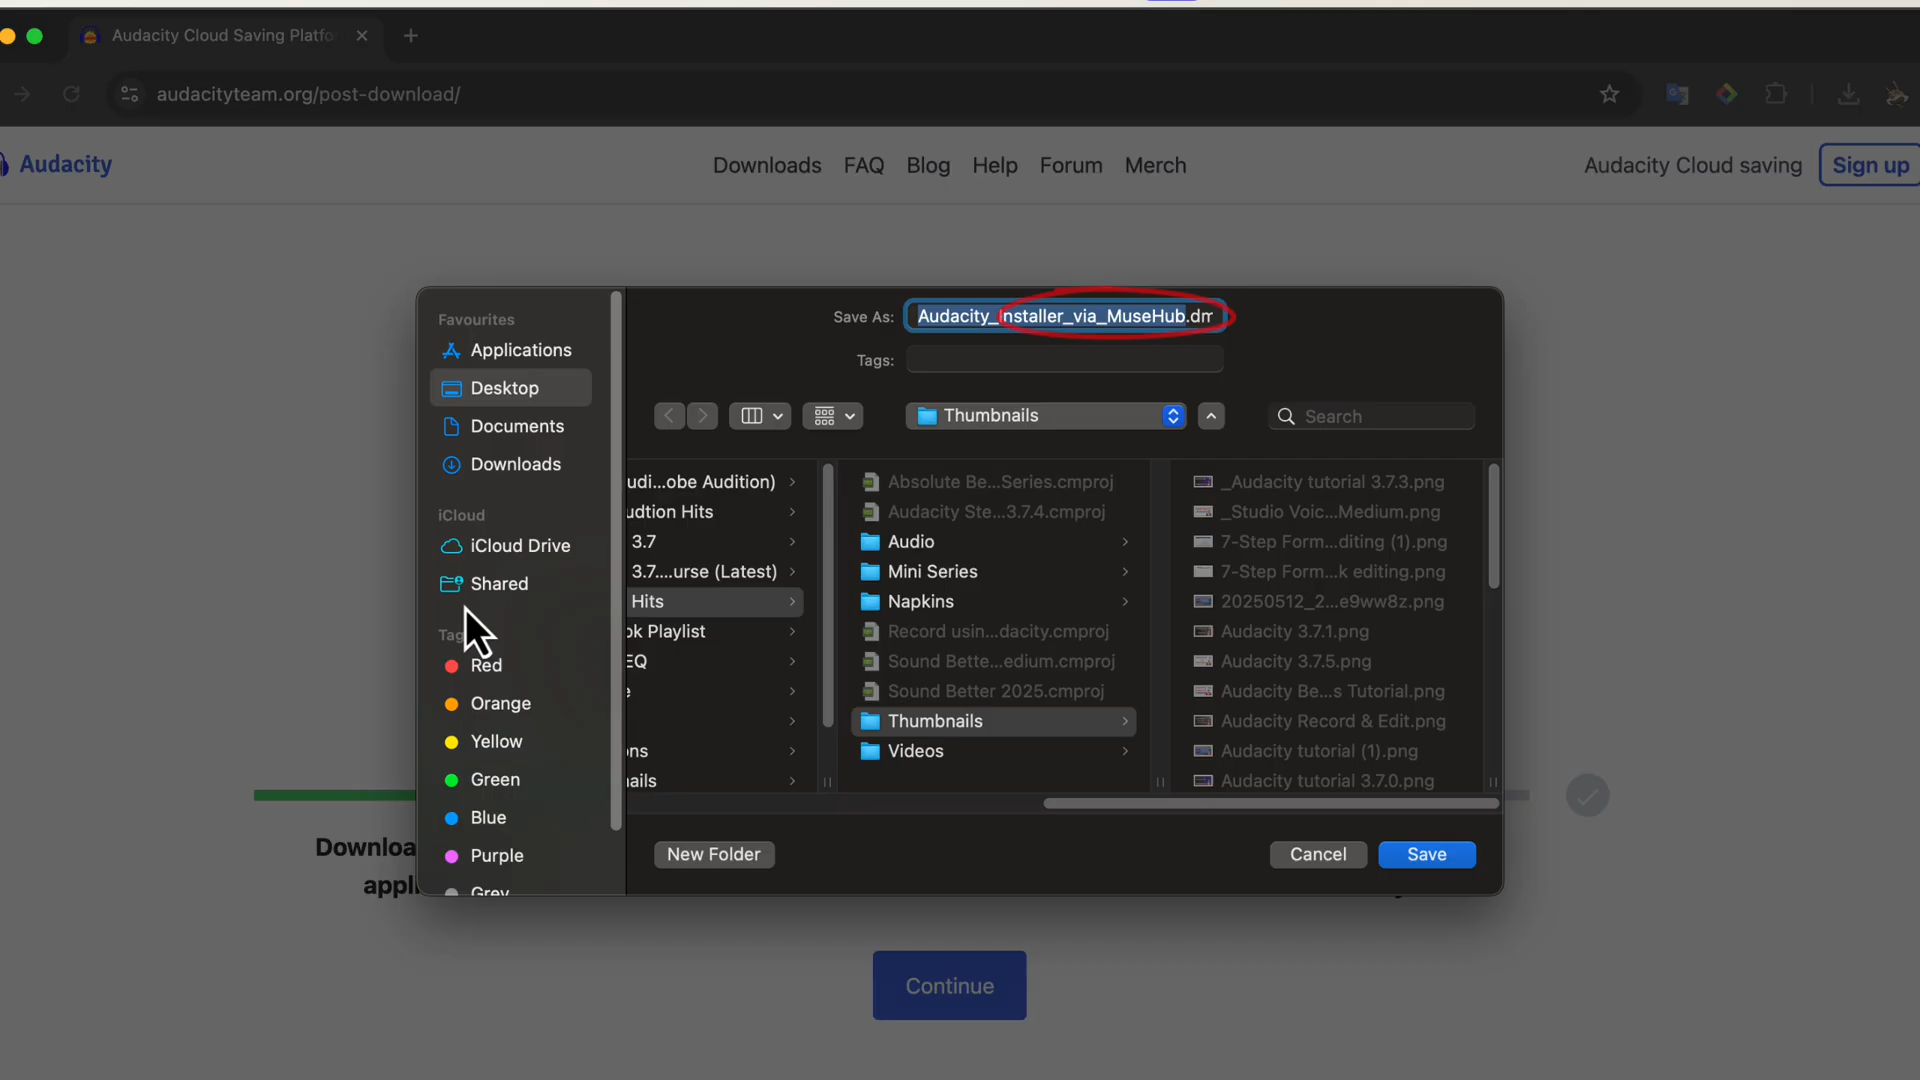 Audacity Cloud Saving Platfo
audacityteam.org/post-download/
Audacity
Downloads
FAQ
Blog
Help
Forum
Merch
Audacity Cloud saving
Sign up
Favourites
Applications
Desktop
Documents
Downloads
iCloud
iCloud Drive
Shared
Tag
Red
Orange
Yellow
Green
Blue
Purple
Grey
Save As:
Audacity_Installer_via_MuseHub.dm
Tags:
Thumbnails
Search
udi...obe Audition)
udtion Hits
3.7
3.7....urse (Latest)
Hits
ok Playlist
EQ
e
ons
ails
Absolute Be...Series.cmproj
Audacity Ste...3.7.4.cmproj
Audio
Mini Series
Napkins
Record usin...dacity.cmproj
Sound Bette...edium.cmproj
Sound Better 2025.cmproj
Thumbnails
Videos
_Audacity tutorial 3.7.3.png
_Studio Voic...Medium.png
7-Step Form...diting (1).png
7-Step Form...k editing.png
20250512_2...e9ww8z.png
Audacity 3.7.1.png
Audacity 3.7.5.png
Audacity Be...s Tutorial.png
Audacity Record & Edit.png
Audacity tutorial (1).png
Audacity tutorial 3.7.0.png
New Folder
Cancel
Save
Downloa
appli
Continue